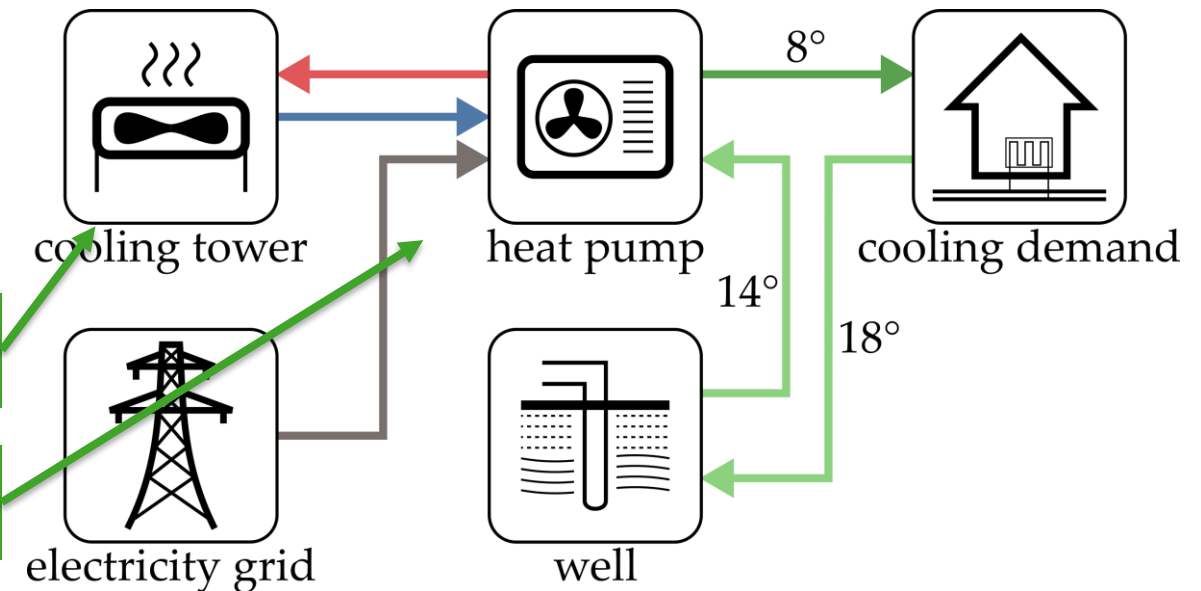 8°
cooling tower
heat pump
cooling demand
14°
18°
electricity grid
well